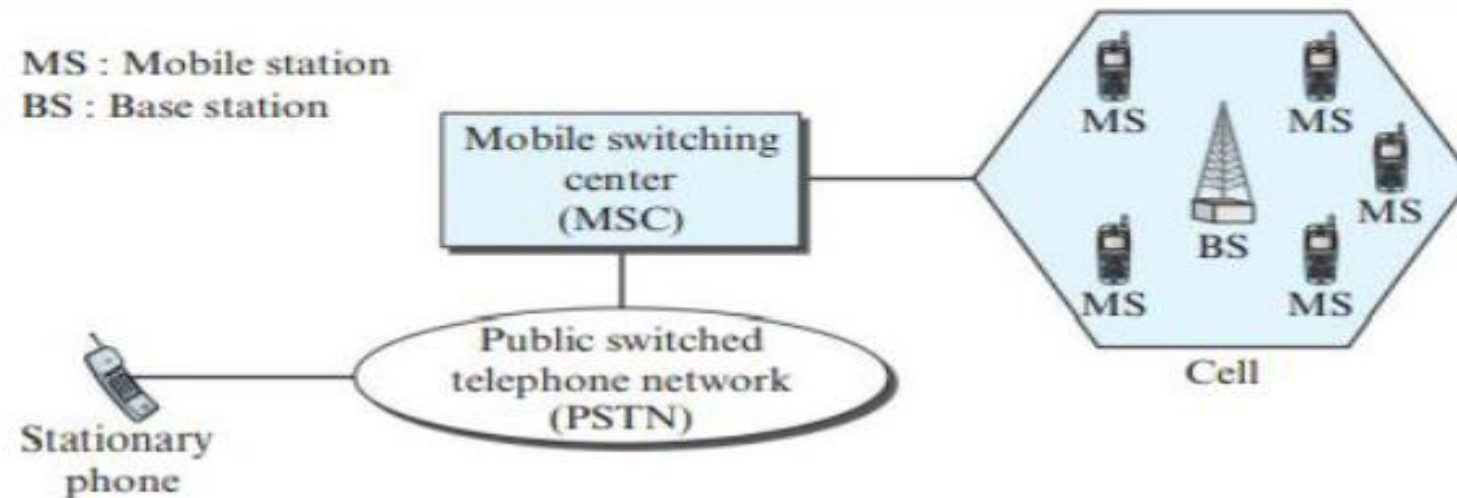 MS : Mobile station
BS : Base station
Mobile switching
center
(MSC)
Public switched
telephone network
(PSTN)
Stationary
phone
MS
MS
MS
BS
MS
MS
Cell